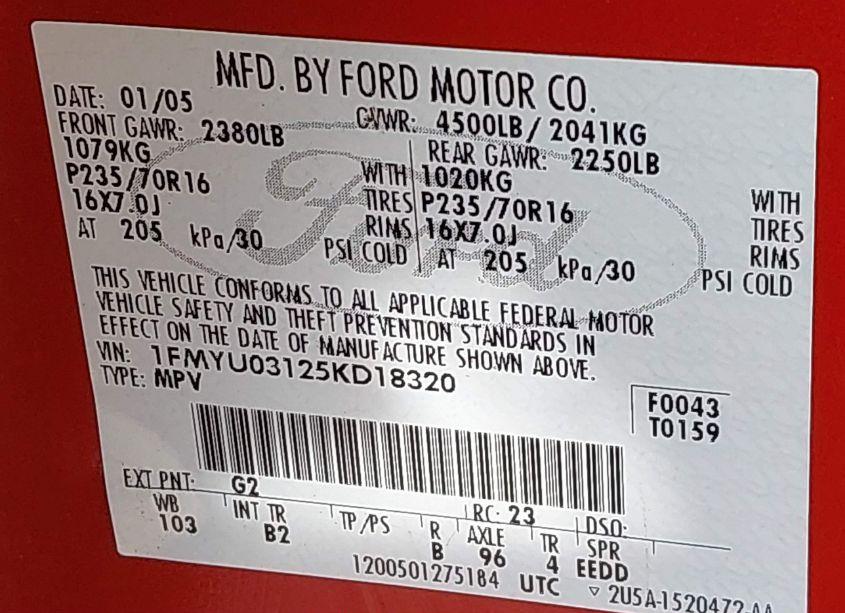 MFD. BY FORD MOTOR CO.
DATE: 01/05 GVWR: 4500LB/ 2041KG
FRONT GAWR: 2380LB REAR GAWR: 2250LB
1079KG WITH 1020KG WITH
P235/70R16 TIRES P235/70R16 TIRES
16X7.0J RIMS 16X7.0J RIMS
AT 205 kPa/30 PSI COLD AT 205 kPa/30 PSI COLD
Ford
THIS VEHICLE CONFORMS TO ALL APPLICABLE FEDERAL MOTOR
VEHICLE SAFETY AND THEFT PREVENTION STANDARDS IN
EFFECT ON THE DATE OF MANUFACTURE SHOWN ABOVE.
VIN: 1FMYU03125KD18320
TYPE: MPV
F0043
T0159
EXT PNT: G2 RC: 23 DSO:
WB INT TR TP/PS R AXLE TR SPR
103 B2 B 96 4 EEDD
1200501275184 UTC ▽ 2U5A-1520472-AA